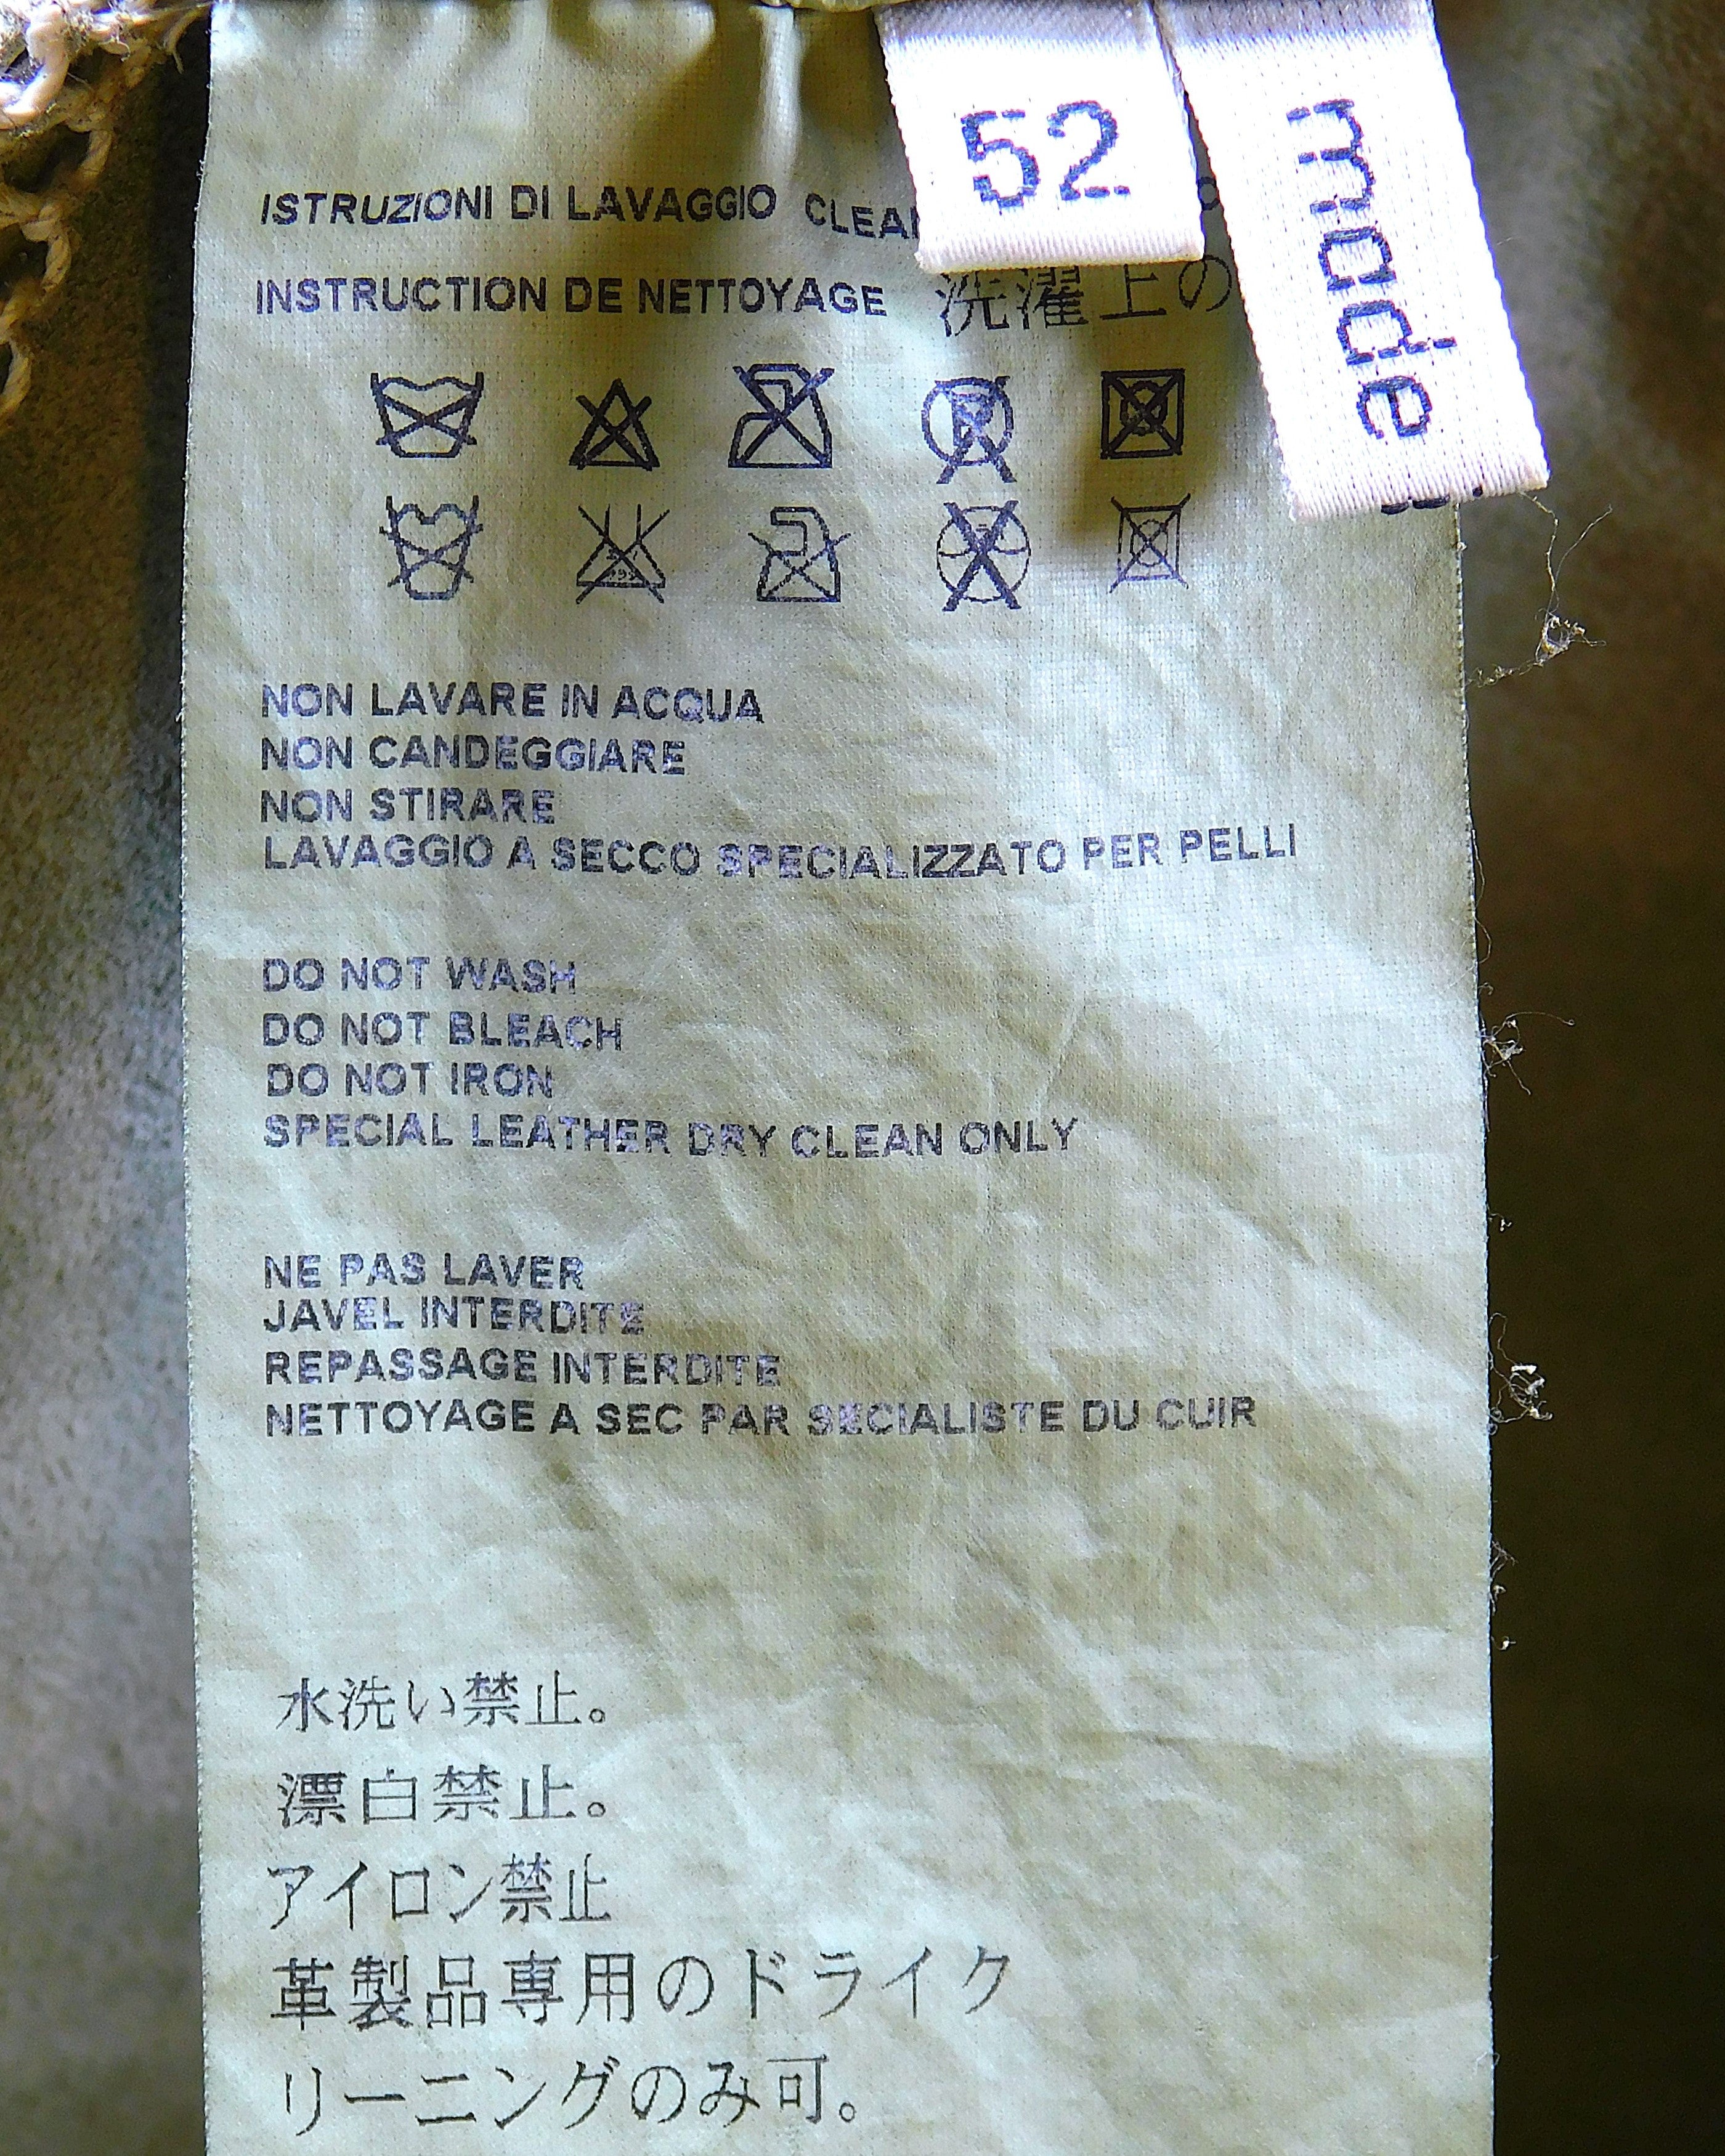 52
made
ISTRUZIONI DI LAVAGGIO
INSTRUCTION DE NETTOYAGE 洗濯上の
NON LAVARE IN ACQUA
NON CANDEGGIARE
NON STIRARE
LAVAGGIO A SECCO SPECIALIZZATO PER PELLI
DO NOT WASH
DO NOT BLEACH
DO NOT IRON
SPECIAL LEATHER DRY CLEAN ONLY
NE PAS LAVER
JAVEL INTERDITE
REPASSAGE INTERDITE
NETTOYAGE A SEC PAR SECIALISTE DU CUIR
水洗い禁止。
漂白禁止。
アイロン禁止
革製品専用のドライク
リーニングのみ可。